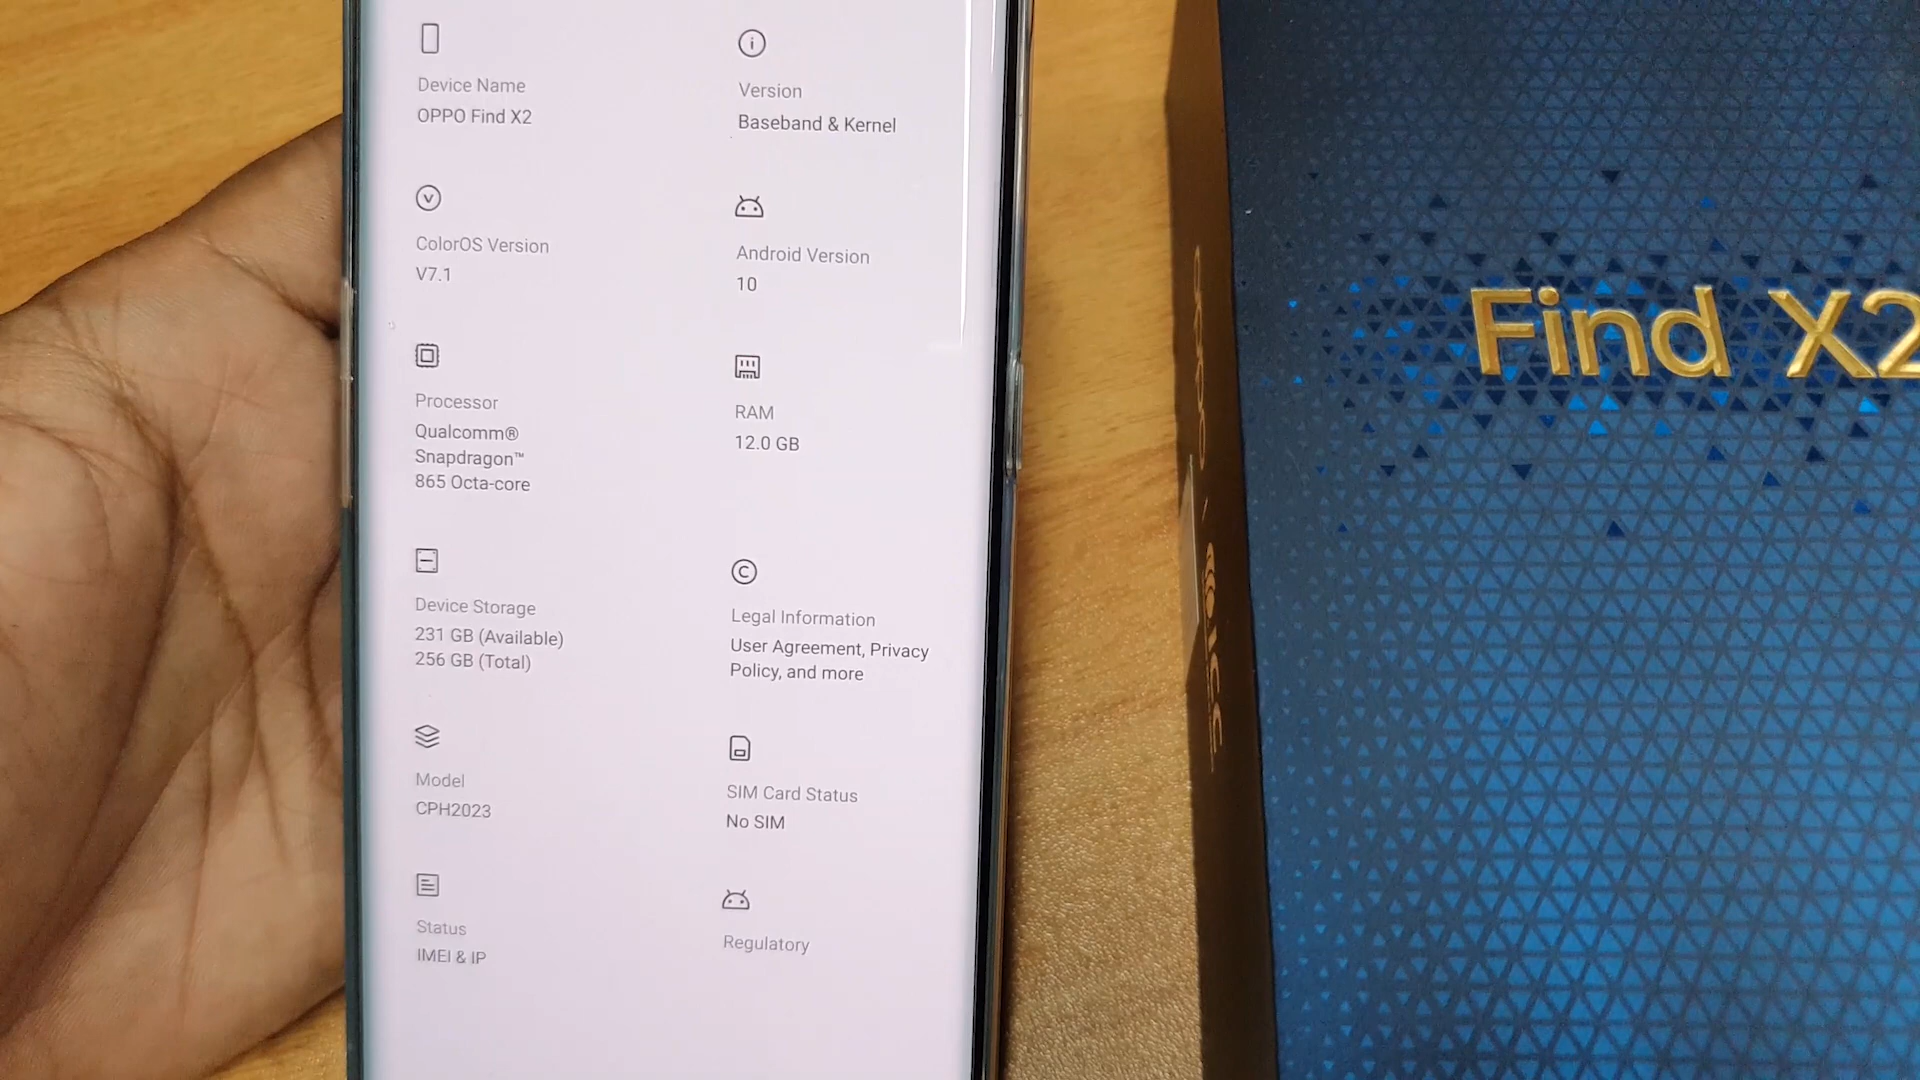 Device Name
OPPO Find X2
Version
Baseband & Kernel
ColorOS Version
V7.1
Android Version
10
Processor
Qualcomm®
Snapdragon™
865 Octa-core
RAM
12.0 GB
Device Storage
231 GB (Available)
256 GB (Total)
Legal Information
User Agreement, Privacy
Policy, and more
Model
CPH2023
SIM Card Status
No SIM
Status
IMEI & IP
Regulatory
Find X2
oppo